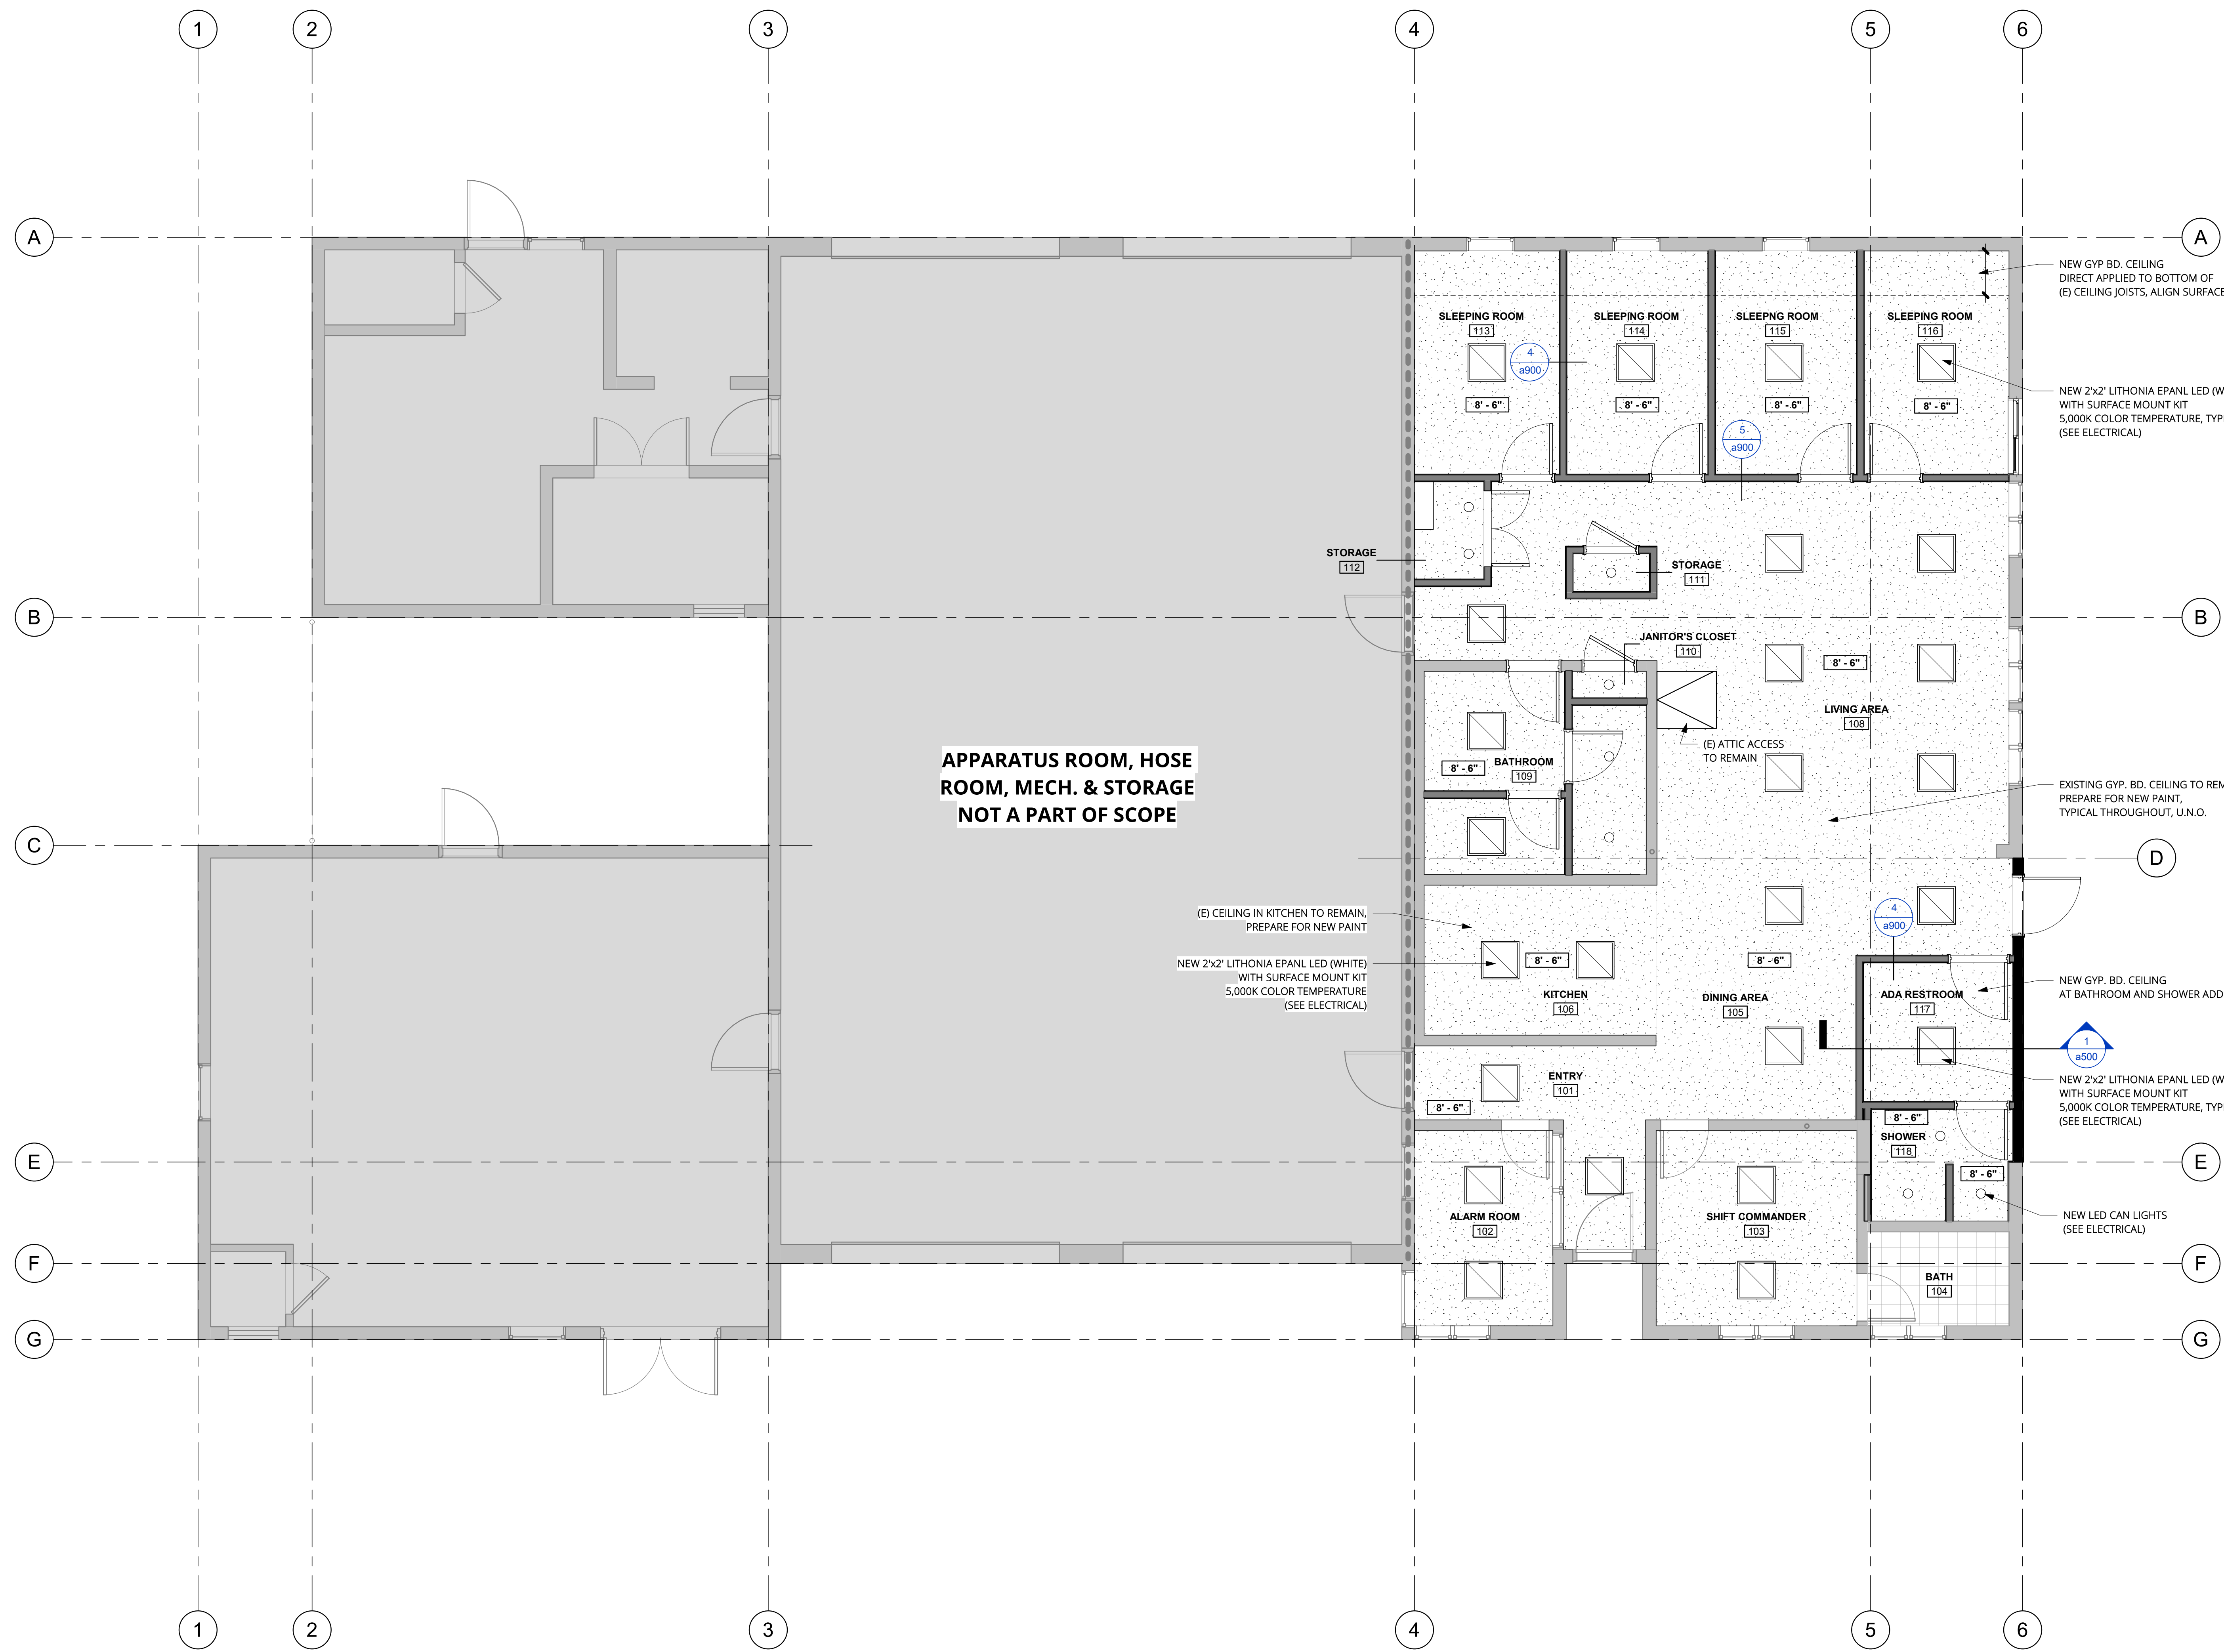 1
2
3
4
5
6
A
A
NEW GYP BD. CEILING
DIRECT APPLIED TO BOTTOM OF
(E) CEILING JOISTS, ALIGN SURFACE
SLEEPING ROOM
113
SLEEPING ROOM
114
SLEEPNG ROOM
115
SLEEPING ROOM
116
4
a900
NEW 2'x2' LITHONIA EPANL LED (W
WITH SURFACE MOUNT KIT
5,000K COLOR TEMPERATURE, TYP
(SEE ELECTRICAL)
8' - 6"
8' - 6"
8' - 6"
8' - 6"
5
a900
STORAGE
112
STORAGE
111
B
B
JANITOR'S CLOSET
110
8' - 6"
LIVING AREA
108
(E) ATTIC ACCESS
TO REMAIN
APPARATUS ROOM, HOSE
ROOM, MECH. & STORAGE
NOT A PART OF SCOPE
8' - 6"
BATHROOM
109
EXISTING GYP. BD. CEILING TO REM
PREPARE FOR NEW PAINT,
TYPICAL THROUGHOUT, U.N.O.
C
D
(E) CEILING IN KITCHEN TO REMAIN,
PREPARE FOR NEW PAINT
4
a900
NEW 2'x2' LITHONIA EPANL LED (WHITE)
WITH SURFACE MOUNT KIT
5,000K COLOR TEMPERATURE
(SEE ELECTRICAL)
8' - 6"
8' - 6"
KITCHEN
106
DINING AREA
105
ADA RESTROOM
117
NEW GYP. BD. CEILING
AT BATHROOM AND SHOWER ADD
1
a500
ENTRY
101
8' - 6"
NEW 2'x2' LITHONIA EPANL LED (W
WITH SURFACE MOUNT KIT
5,000K COLOR TEMPERATURE, TYP
(SEE ELECTRICAL)
8' - 6"
SHOWER
118
E
E
8' - 6"
ALARM ROOM
102
SHIFT COMMANDER
103
NEW LED CAN LIGHTS
(SEE ELECTRICAL)
F
F
BATH
104
G
G
1
2
3
4
5
6